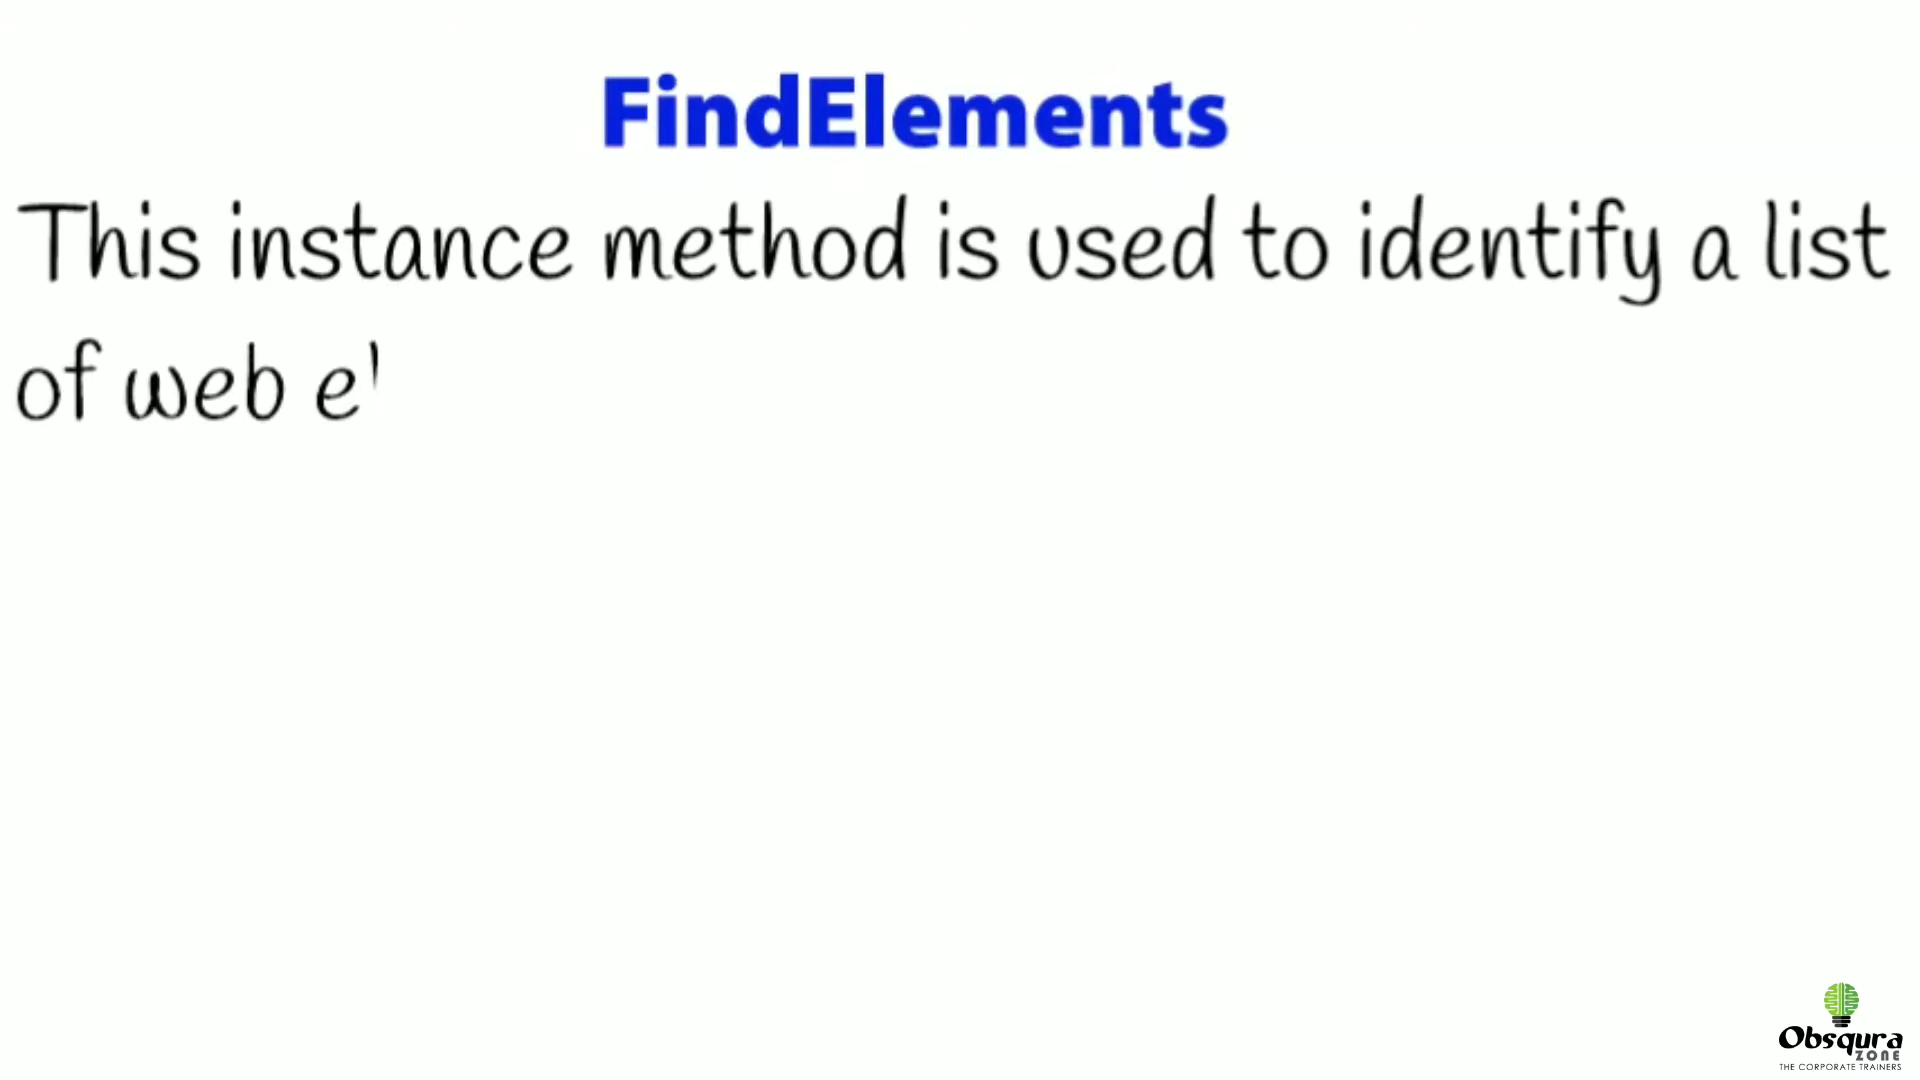 FindElements
This instance method is used to identify a list
of web e
Obsqura
ZONE
THE CORPORATE TRAINERS